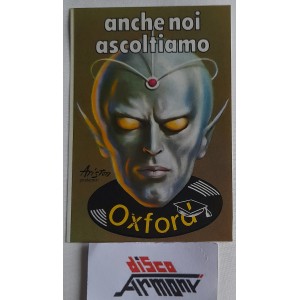 anche noi
ascoltiamo
Oxford
disco
Armony